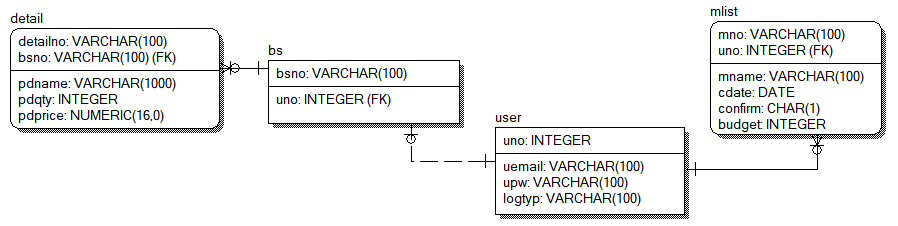 detail
detailno: VARCHAR(100)
bsno: VARCHAR(100) (FK)
pdname: VARCHAR(1000)
pdqty: INTEGER
pdprice: NUMERIC(16,0)
bs
bsno: VARCHAR(100)
uno: INTEGER (FK)
user
uno: INTEGER
uemail: VARCHAR(100)
upw: VARCHAR(100)
logtyp: VARCHAR(100)
mlist
mno: VARCHAR(100)
uno: INTEGER (FK)
mname: VARCHAR(100)
cdate: DATE
confirm: CHAR(1)
budget: INTEGER